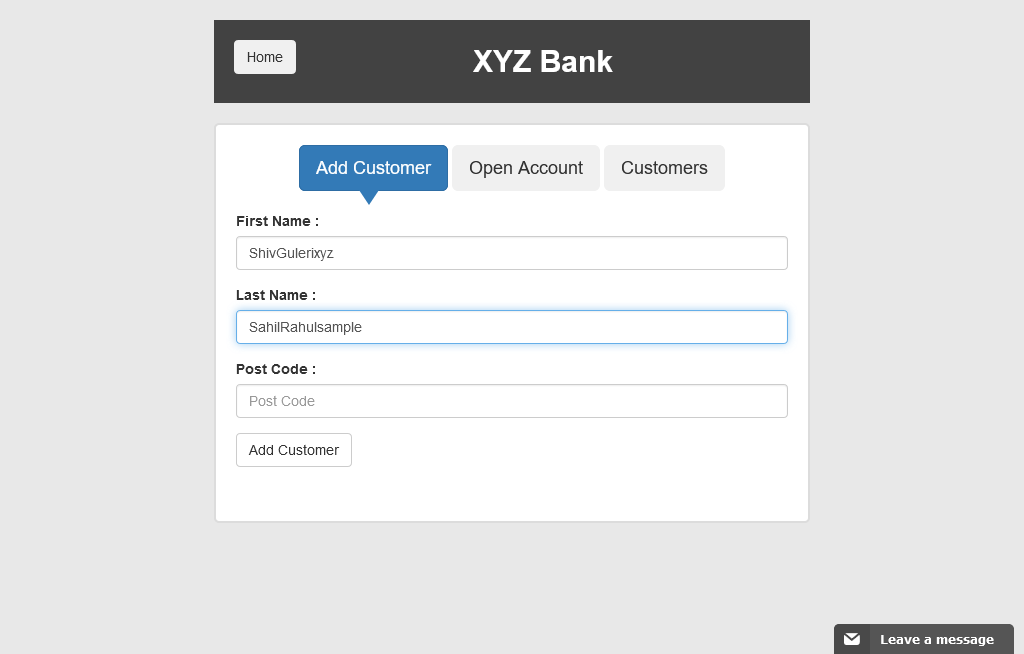 Home
XYZ Bank
Add Customer
Open Account
Customers
First Name :
ShivGulerixyz
Last Name :
SahilRahulsample
Post Code :
Post Code
Add Customer
Leave a message